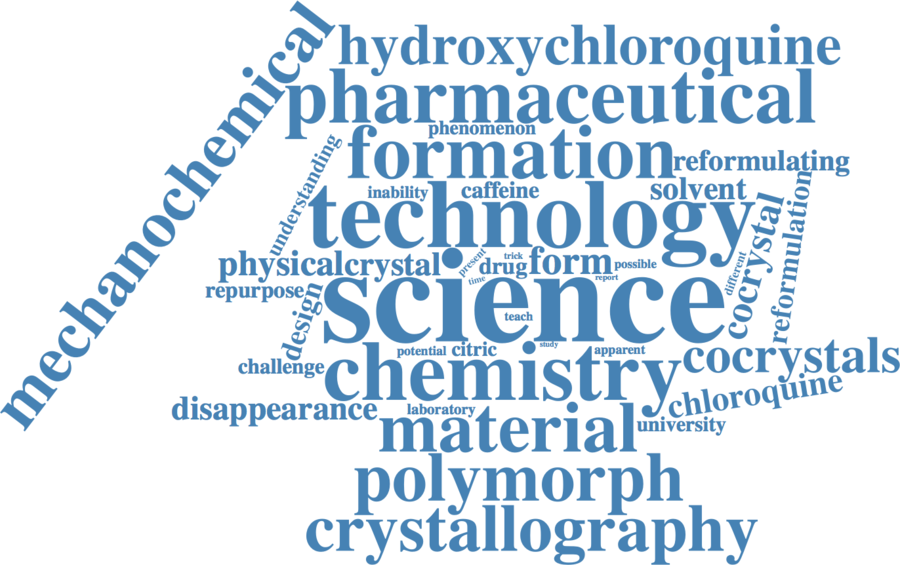 mechanochemical
hydroxychloroquine
pharmaceutical
phenomenon
formation
reformulating
understanding
inability
caffeine
solvent
technology
reformulation
cocrystal
physical
crystal
present
trick
drug
form
possible
different
time
report
repurpose
design
science
teach
study
potential
citric
apparent
challenge
chemistry
cocrystals
chloroquine
disappearance
laboratory
material
university
polymorph
crystallography